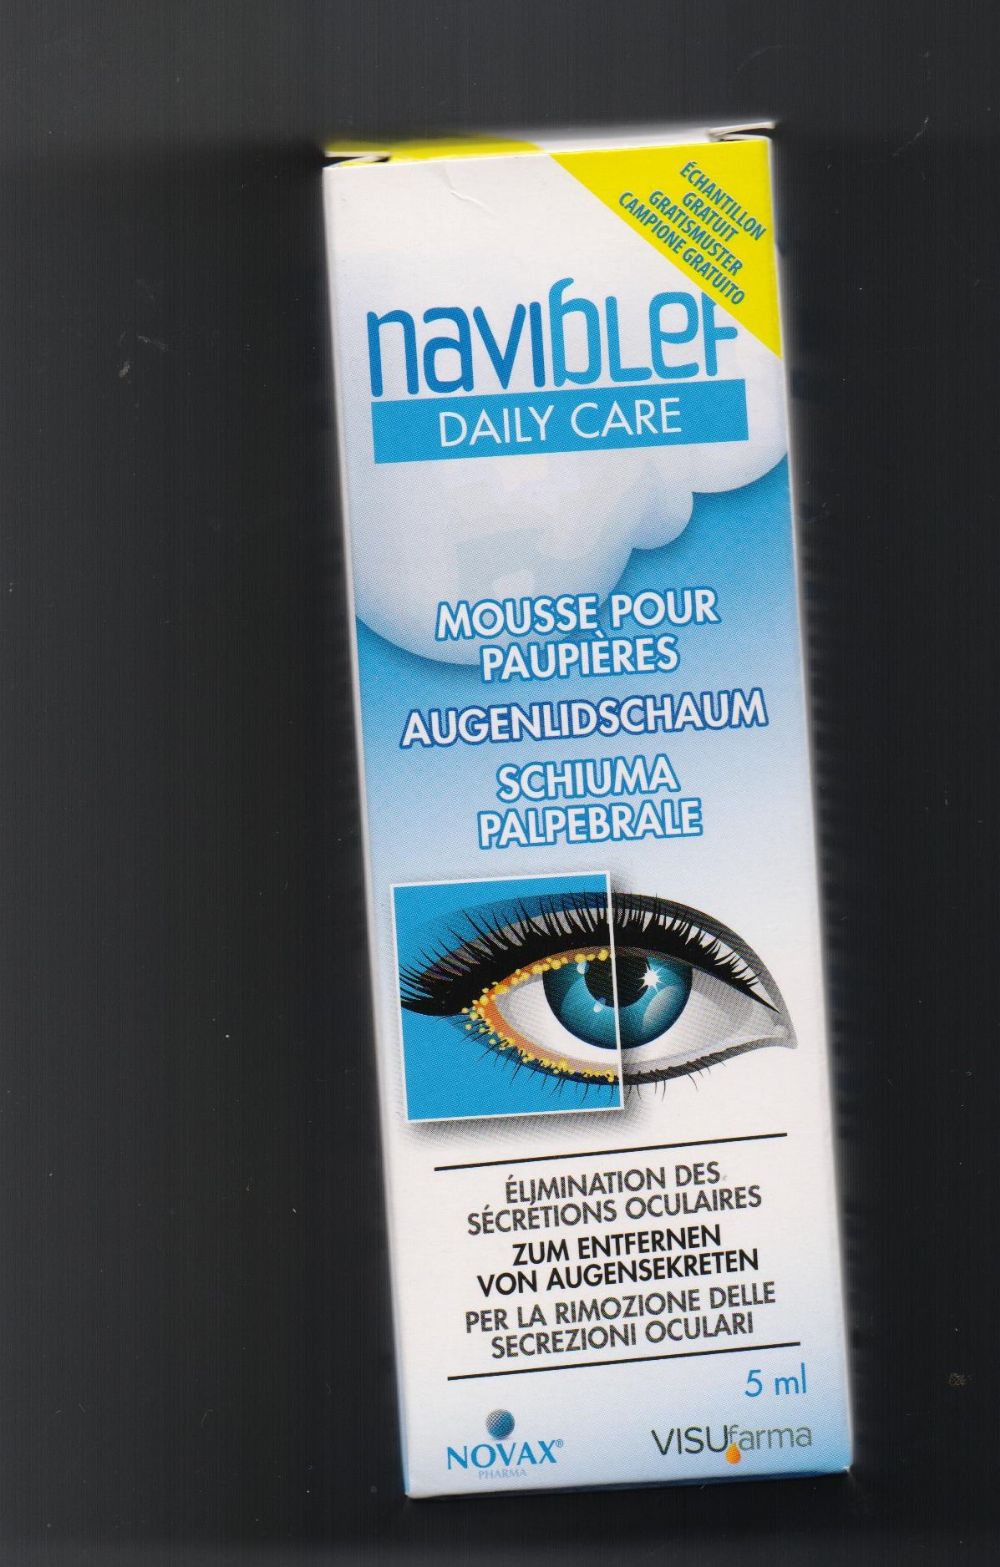 ÉCHANTILLON
GRATUIT
GRATISMUSTER
CAMPIONE GRATUITO
naviblef
DAILY CARE
MOUSSE POUR
PAUPIÈRES
AUGENLIDSCHAUM
SCHIUMA
PALPEBRALE
ÉLIMINATION DES
SÉCRÉTIONS OCULAIRES
ZUM ENTFERNEN
VON AUGENSEKRETEN
PER LA RIMOZIONE DELLE
SECREZIONI OCULARI
5 ml
NOVAX®
PHARMA
VISUfarma